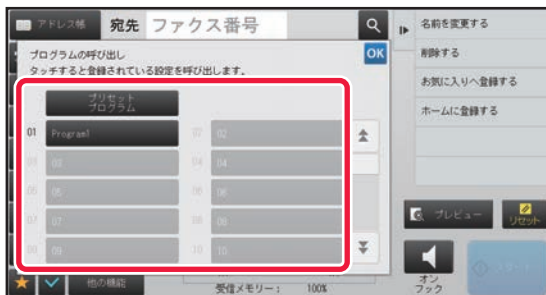 アドレス帳 宛先 ファクス番号
プログラムの呼び出し
タッチすると登録されている設定を呼び出します。
OK
プリセット
プログラム
01 Program1 02 02
03 03 04 04
05 05 06 06
07 07 08 08
09 09 10 10
他の機能
受信メモリー: 100%
名前を変更する
削除する
お気に入りへ登録する
ホームに登録する
プレビュー
リセット
オン
フック